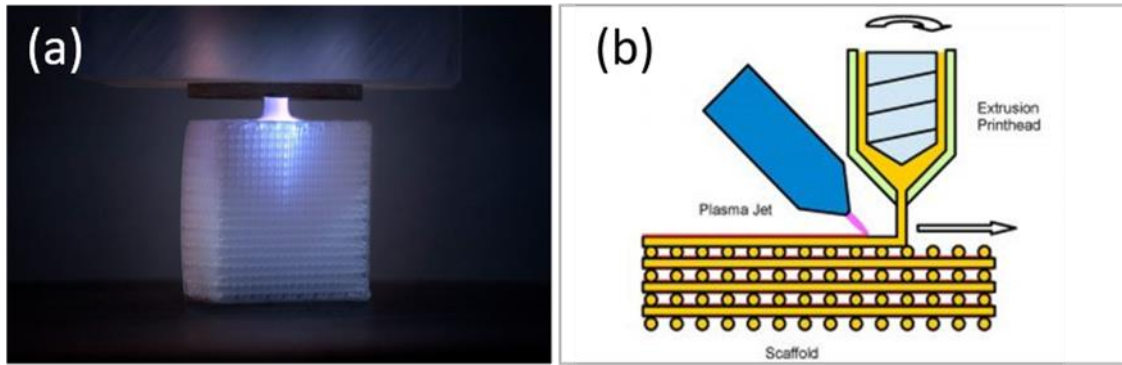 (a)
(b)
Extrusion
Printhead
Plasma Jet
Scaffold